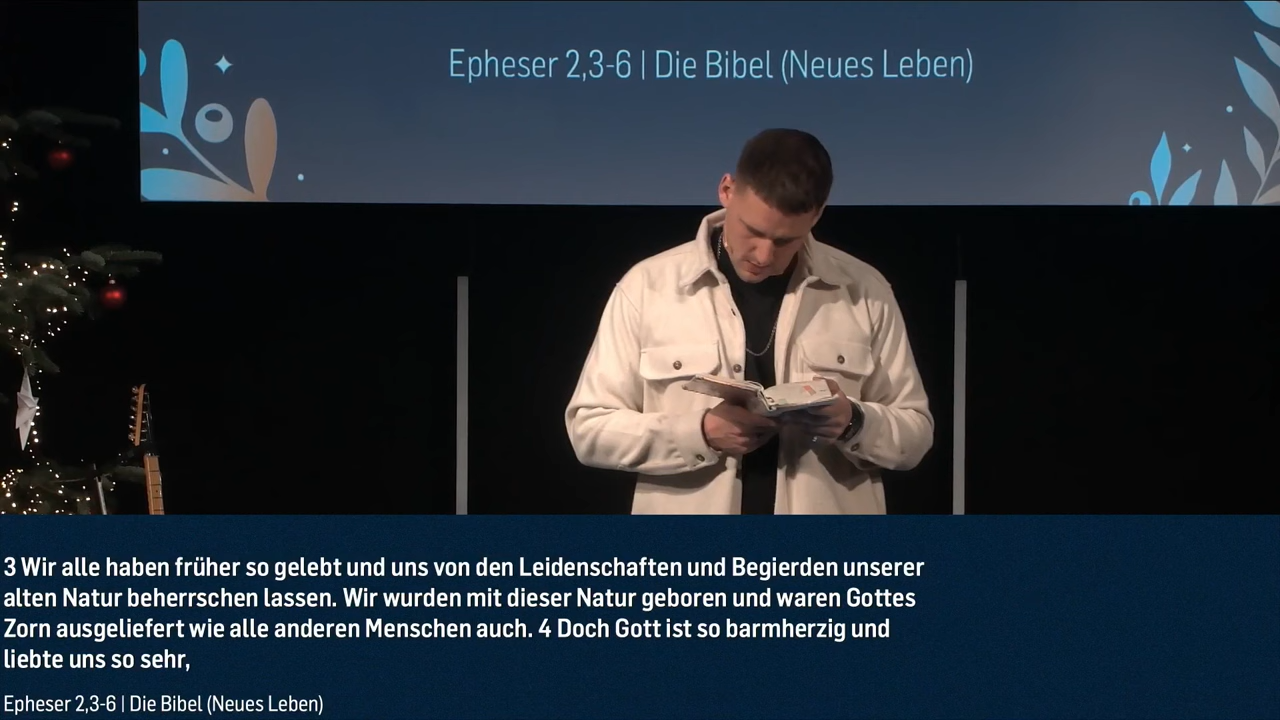 Epheser 2,3-6 | Die Bibel (Neues Leben)
3 Wir alle haben früher so gelebt und uns von den Leidenschaften und Begierden unserer
alten Natur beherrschen lassen. Wir wurden mit dieser Natur geboren und waren Gottes
Zorn ausgeliefert wie alle anderen Menschen auch. 4 Doch Gott ist so barmherzig und
liebte uns so sehr,
Epheser 2,3-6 | Die Bibel (Neues Leben)